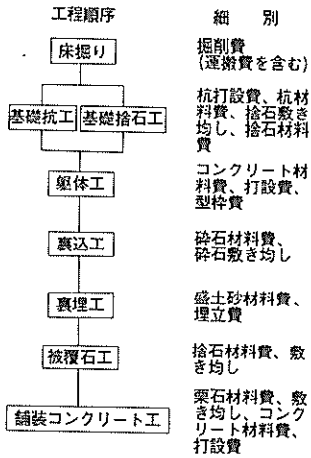 工程順序 細別
床掘り
掘削費
(運搬費を含む)
基礎抗工 基礎捨石工
杭打設費、杭材
料費、捨石敷き
均し、捨石材料
費
躯体工
コンクリート材
料費、打設費、
型枠費
裏込工
砕石材料費、
砕石敷き均し
裏埋工
盛土砂材料費、
埋立費
被覆石工
捨石材料費、敷
き均し
舗装コンクリート工
栗石材料費、敷
き均し、コンク
リート材料費、
打設費